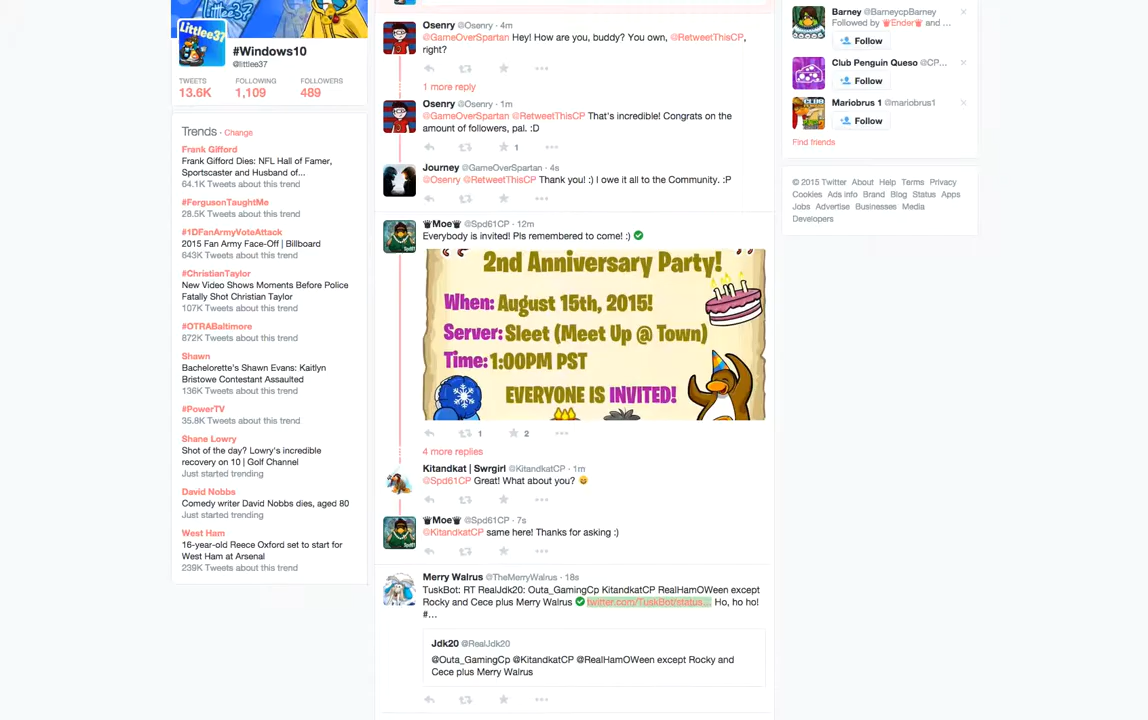 Littlee37
#Windows10
@littlee37
TWEETS FOLLOWING FOLLOWERS
13.6K 1,109 489
Trends · Change
Frank Gifford
Frank Gifford Dies: NFL Hall of Famer,
Sportscaster and Husband of...
64.1K Tweets about this trend
#FergusonTaughtMe
28.5K Tweets about this trend
#1DFanArmyVoteAttack
2015 Fan Army Face-Off | Billboard
643K Tweets about this trend
#ChristianTaylor
New Video Shows Moments Before Police
Fatally Shot Christian Taylor
107K Tweets about this trend
#OTRABaltimore
872K Tweets about this trend
Shawn
Bachelorette's Shawn Evans: Kaitlyn
Bristowe Contestant Assaulted
136K Tweets about this trend
#PowerTV
35.8K Tweets about this trend
Shane Lowry
Shot of the day? Lowry's incredible
recovery on 10 | Golf Channel
Just started trending
David Nobbs
Comedy writer David Nobbs dies, aged 80
Just started trending
West Ham
16-year-old Reece Oxford set to start for
West Ham at Arsenal
239K Tweets about this trend
Osenry @Osenry · 4m
@GameOverSpartan Hey! How are you, buddy? You own, @RetweetThisCP,
right?
1 more reply
Osenry @Osenry · 1m
@GameOverSpartan @RetweetThisCP That's incredible! Congrats on the
amount of followers, pal. :D
1
Journey @GameOverSpartan · 4s
@Osenry @RetweetThisCP Thank you! :) I owe it all to the Community. :P
♛Moe♛ @Spd61CP · 12m
Everybody is invited! Pls remembered to come! :)
2nd Anniversary Party!
When: August 15th, 2015!
Server: Sleet (Meet Up @ Town)
Time: 1:00PM PST
EVERYONE IS INVITED!
1 2
4 more replies
Kitandkat | Swrgirl @KitandkatCP · 1m
@Spd61CP Great! What about you? 😄
♛Moe♛ @Spd61CP · 7s
@KitandkatCP same here! Thanks for asking :)
Merry Walrus @TheMerryWalrus · 18s
TuskBot: RT RealJdk20: Outa_GamingCp KitandkatCP RealHamOWeen except
Rocky and Cece plus Merry Walrus twitter.com/TuskBot/status... Ho, ho, ho!
#...
Jdk20 @RealJdk20
@Outa_GamingCp @KitandkatCP @RealHamOWeen except Rocky and
Cece plus Merry Walrus
Barney @BarneycpBarney
Followed by ♛Ender♛ and ...
Follow
Club Penguin Queso @CP...
Follow
Mariobrus 1 @mariobrus1
Follow
Find friends
© 2015 Twitter About Help Terms Privacy
Cookies Ads info Brand Blog Status Apps
Jobs Advertise Businesses Media
Developers